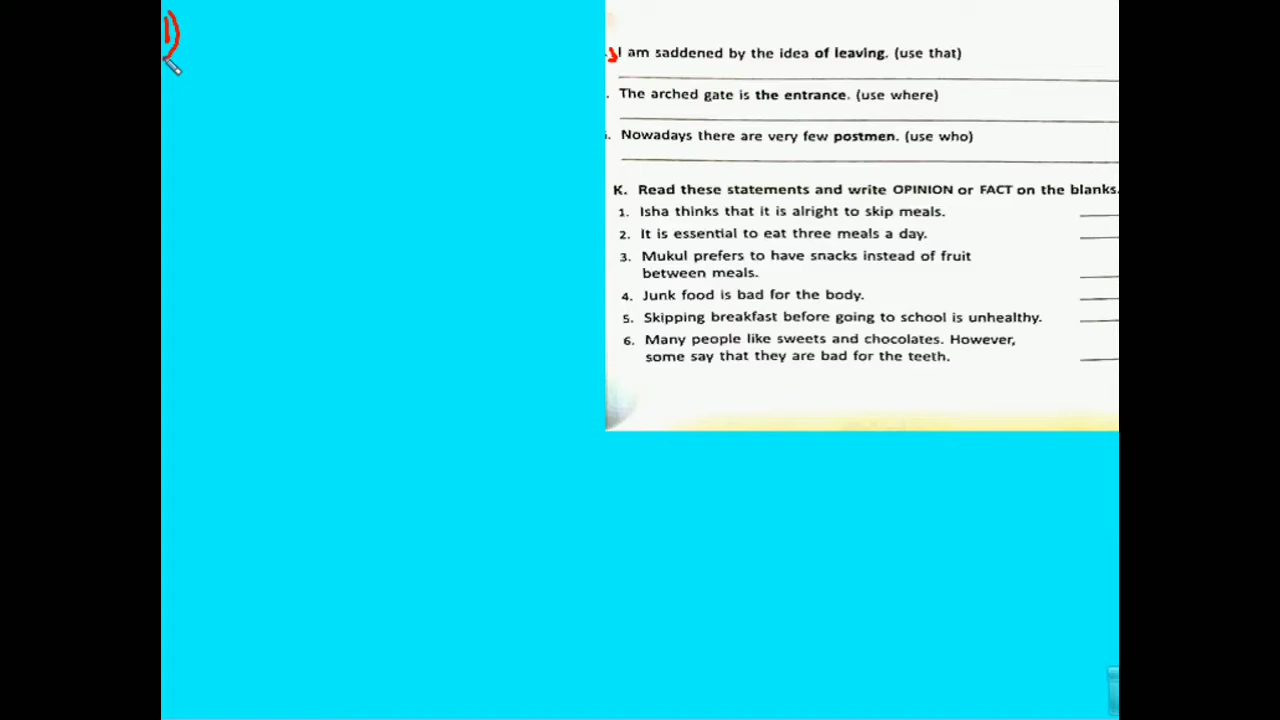 1)
I am saddened by the idea of leaving. (use that)
. The arched gate is the entrance. (use where)
. Nowadays there are very few postmen. (use who)
K. Read these statements and write OPINION or FACT on the blanks.
1. Isha thinks that it is alright to skip meals.
2. It is essential to eat three meals a day.
3. Mukul prefers to have snacks instead of fruit
between meals.
4. Junk food is bad for the body.
5. Skipping breakfast before going to school is unhealthy.
6. Many people like sweets and chocolates. However,
some say that they are bad for the teeth.